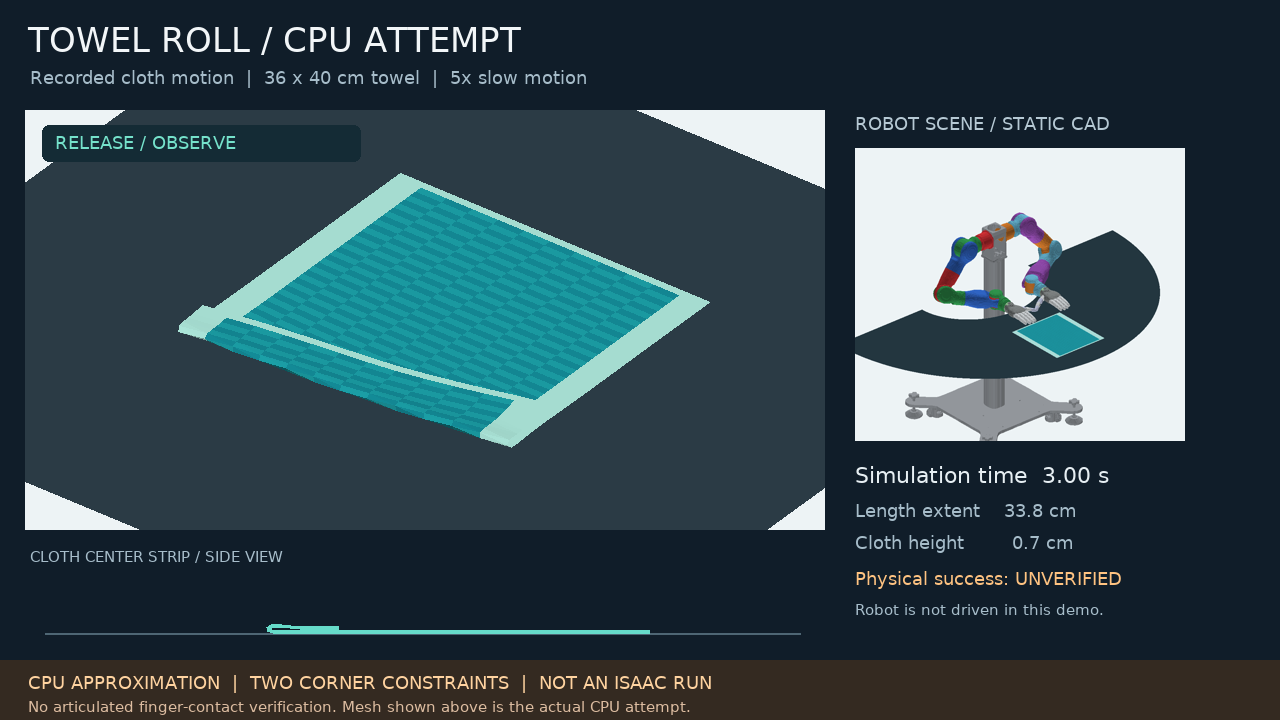 TOWEL ROLL / CPU ATTEMPT
Recorded cloth motion | 36 x 40 cm towel | 5x slow motion
RELEASE / OBSERVE
ROBOT SCENE / STATIC CAD
Simulation time 3.00 s
Length extent 33.8 cm
Cloth height 0.7 cm
Physical success: UNVERIFIED
Robot is not driven in this demo.
CLOTH CENTER STRIP / SIDE VIEW
CPU APPROXIMATION | TWO CORNER CONSTRAINTS | NOT AN ISAAC RUN
No articulated finger-contact verification. Mesh shown above is the actual CPU attempt.